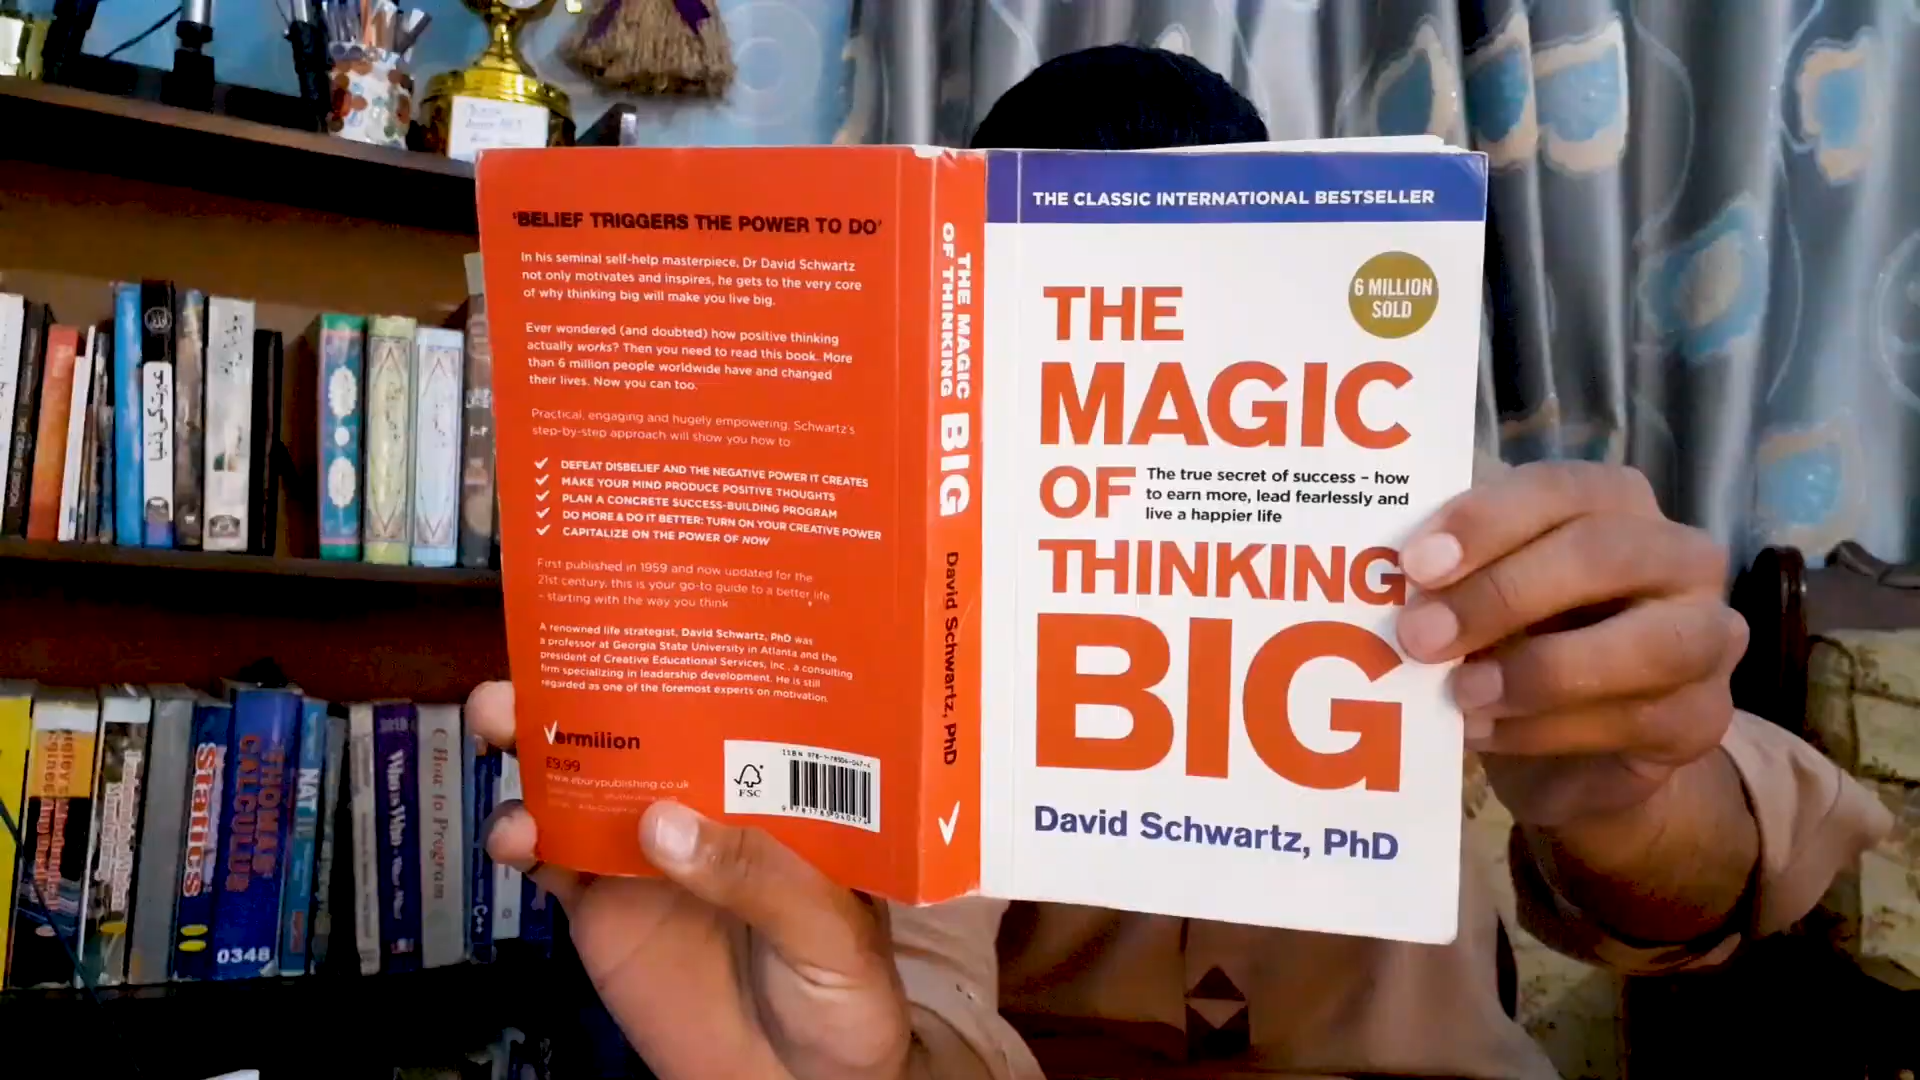 'BELIEF TRIGGERS THE POWER TO DO'
In his seminal self-help masterpiece, Dr David Schwartz
not only motivates and inspires, he gets to the very core
of why thinking big will make you live big.
Ever wondered (and doubted) how positive thinking
actually works? Then you need to read this book. More
than 6 million people worldwide have and changed
their lives. Now you can too.
Practical, engaging and hugely empowering, Schwartz's
step-by-step approach will show you how to
DEFEAT DISBELIEF AND THE NEGATIVE POWER IT CREATES
MAKE YOUR MIND PRODUCE POSITIVE THOUGHTS
PLAN A CONCRETE SUCCESS-BUILDING PROGRAM
DO MORE & DO IT BETTER: TURN ON YOUR CREATIVE POWER
CAPITALIZE ON THE POWER OF NOW
First published in 1959 and now updated for the
21st century, this is your go-to guide to a better life
– starting with the way you think
A renowned life strategist, David Schwartz, PhD was
a professor at Georgia State University in Atlanta and the
president of Creative Educational Services, Inc., a consulting
firm specializing in leadership development. He is still
regarded as one of the foremost experts on motivation.
Vermilion
£9.99
www.eburypublishing.co.uk
FSC
THE MAGIC
OF THINKING
BIG
David Schwartz, PhD
THE CLASSIC INTERNATIONAL BESTSELLER
6 MILLION
SOLD
THE
MAGIC
OF
The true secret of success – how
to earn more, lead fearlessly and
live a happier life
THINKING
BIG
David Schwartz, PhD
Statics
THOMAS'
CALCULUS
0348
Who is Who
C How to Program
C++